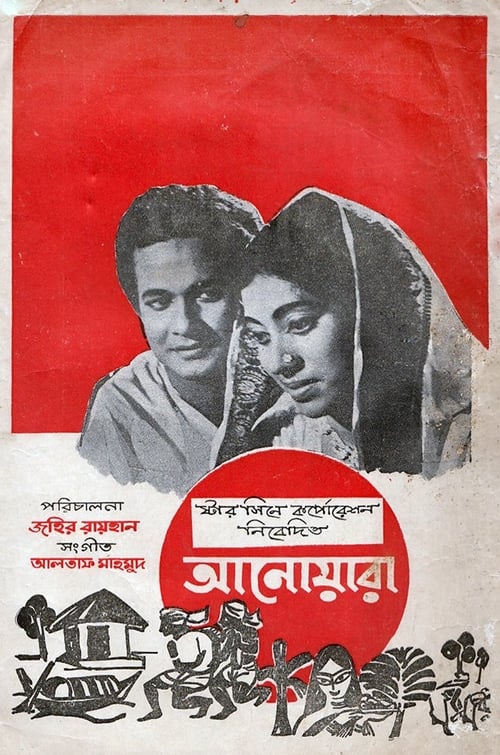 পরিচালনা
জহির রায়হান
সংগীত
আলতাফ মাহমুদ
ষ্টার সিনে কর্পোরেশন
নিবেদিত
আনোয়ারা